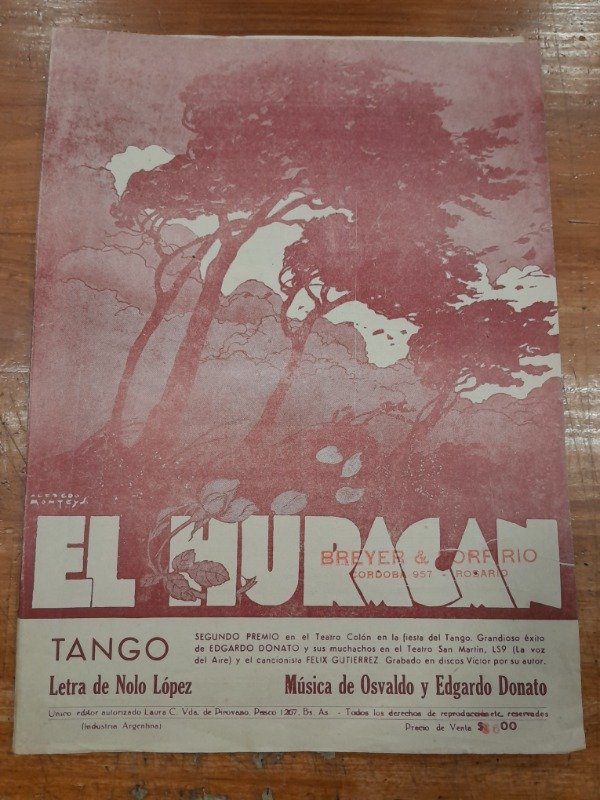 ALFREDO
MONTEYS.
EL HURACAN
BREYER & ORFIRIO
CORDOBA 957 - ROSARIO
TANGO
SEGUNDO PREMIO en el Teatro Colón en la fiesta del Tango. Grandioso éxito
de EDGARDO DONATO y sus muchachos en el Teatro San Martin, LS9 (La voz
del Aire) y el cancionista FELIX GUTIERREZ. Grabado en discos Victor por su autor.
Letra de Nolo López
Música de Osvaldo y Edgardo Donato
Unico editor autorizado Laura C. Vda. de Pirovano, Pasco 1267, Bs. As. - Todos los derechos de reproducción etc. reservados
(Industria Argentina)
Precio de Venta $ 00